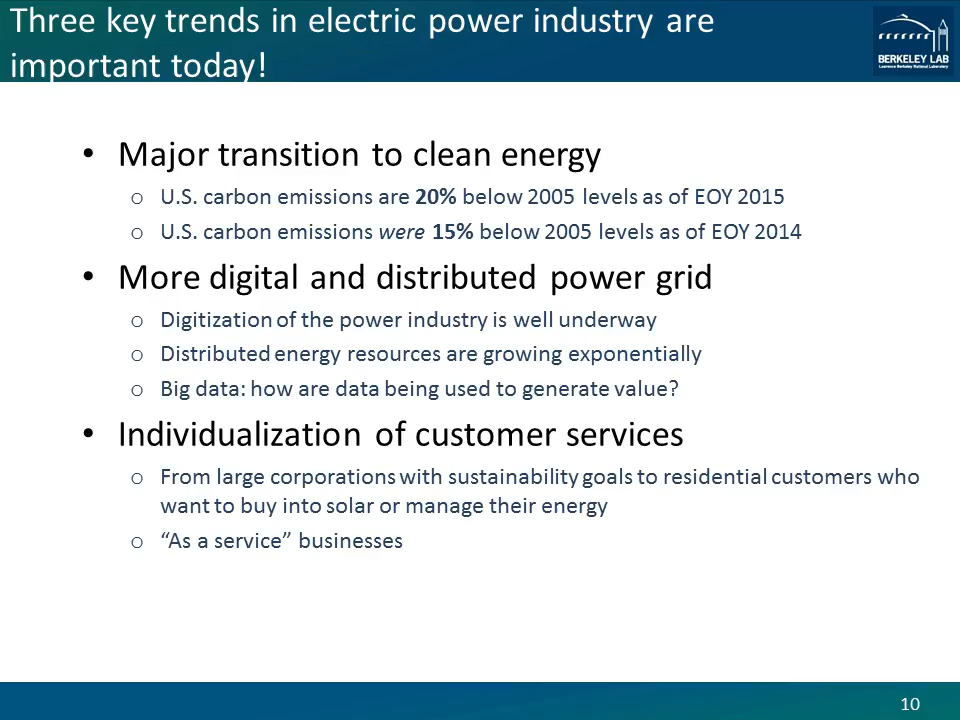 Three key trends in electric power industry are
important today!
BERKELEY LAB
Lawrence Berkeley National Laboratory
• Major transition to clean energy
o U.S. carbon emissions are 20% below 2005 levels as of EOY 2015
o U.S. carbon emissions were 15% below 2005 levels as of EOY 2014
• More digital and distributed power grid
o Digitization of the power industry is well underway
o Distributed energy resources are growing exponentially
o Big data: how are data being used to generate value?
• Individualization of customer services
o From large corporations with sustainability goals to residential customers who
want to buy into solar or manage their energy
o “As a service” businesses
10